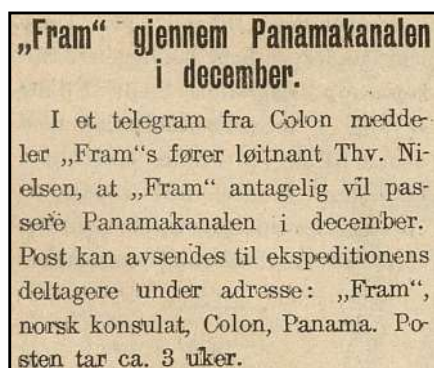 „Fram“ gjennem Panamakanalen
i december.
I et telegram fra Colon medde-
ler „Fram“s fører løitnant Thv. Ni-
elsen, at „Fram“ antagelig vil pas-
sere Panamakanalen i december.
Post kan avsendes til ekspeditionens
deltagere under adresse: „Fram“,
norsk konsulat, Colon, Panama. Po-
sten tar ca. 3 uker.